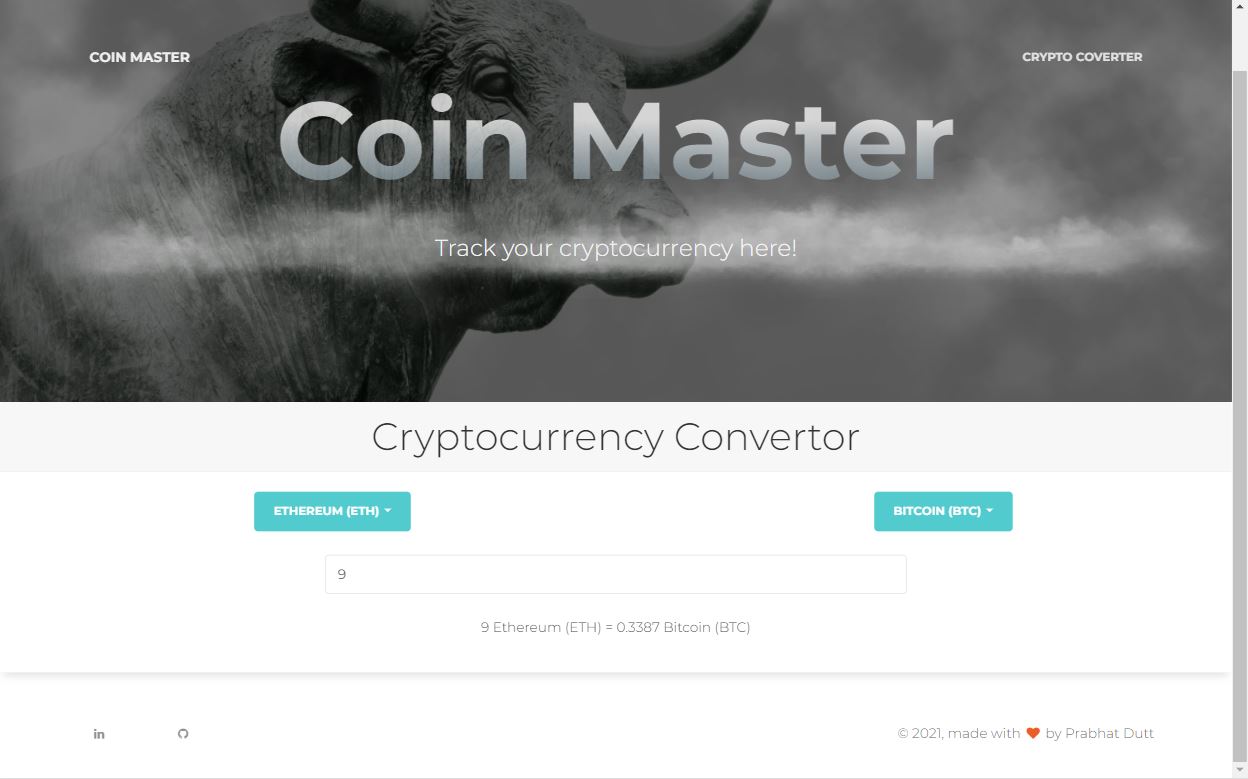 COIN MASTER
CRYPTO COVERTER
Coin Master
Track your cryptocurrency here!
Cryptocurrency Convertor
ETHEREUM (ETH)
BITCOIN (BTC)
9
9 Ethereum (ETH) = 0.3387 Bitcoin (BTC)
in
© 2021, made with by Prabhat Dutt